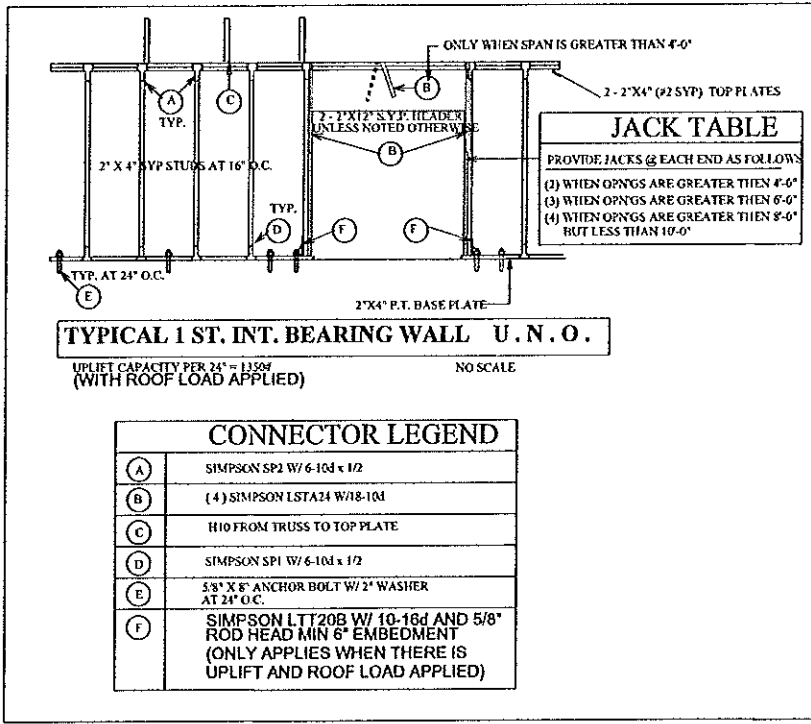 ONLY WHEN SPAN IS GREATER THAN 4'-0"
B
A
TYP.
C
2 - 2"X4" (#2 SYP) TOP PLATES
2 - 2"X12" S.Y.P. HEADER
UNLESS NOTED OTHERWISE
B
2" X 4" SYP STUDS AT 16" O.C.
JACK TABLE
PROVIDE JACKS @ EACH END AS FOLLOWS
(2) WHEN OPN'GS ARE GREATER THEN 4'-0"
(3) WHEN OPN'GS ARE GREATER THEN 6'-0"
(4) WHEN OPN'GS ARE GREATER THEN 8'-0"
BUT LESS THAN 10'-0"
TYP.
D
F
F
TYP. AT 24" O.C.
E
2"X4" P.T. BASE PLATE
TYPICAL 1 ST. INT. BEARING WALL U.N.O.
UPLIFT CAPACITY PER 24" = 1350#
(WITH ROOF LOAD APPLIED)
NO SCALE
CONNECTOR LEGEND
A SIMPSON SP2 W/ 6-10d x 1/2
B ( 4 ) SIMPSON LSTA24 W/18-10d
C H10 FROM TRUSS TO TOP PLATE
D SIMPSON SP1 W/ 6-10d x 1/2
E 5/8" X 8" ANCHOR BOLT W/ 2" WASHER
AT 24" O.C.
F SIMPSON LTT20B W/ 10-16d AND 5/8"
ROD HEAD MIN 6" EMBEDMENT
(ONLY APPLIES WHEN THERE IS
UPLIFT AND ROOF LOAD APPLIED)